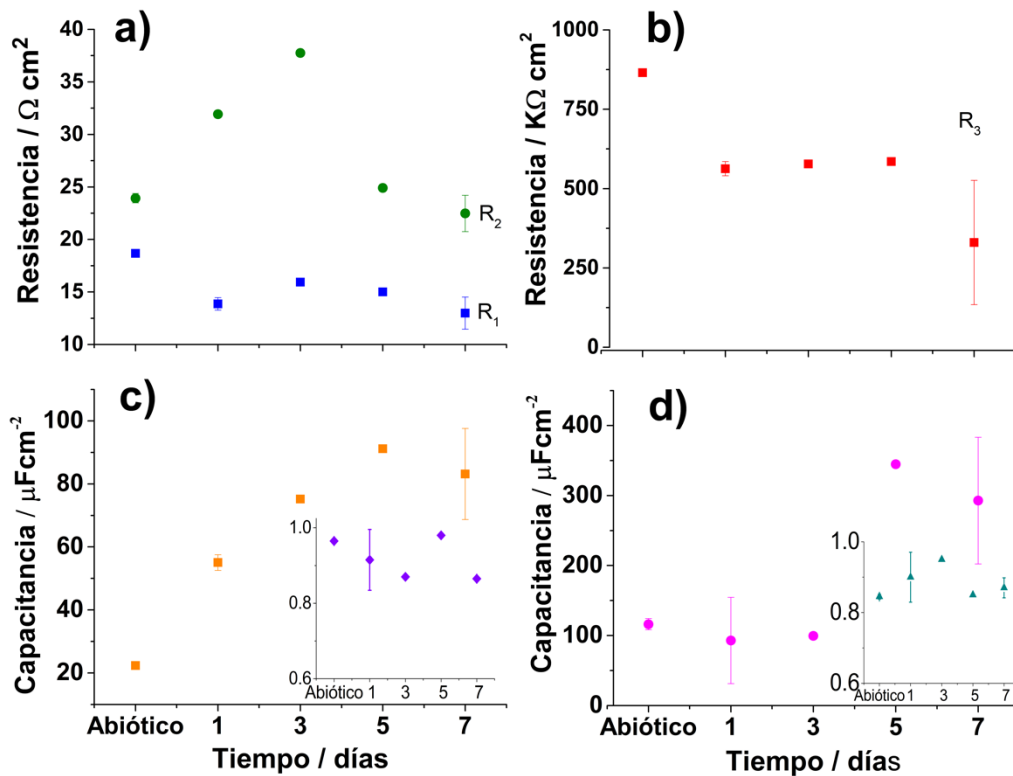 a)
Resistencia / Ω cm²
40
35
30
25
20
15
10
R₂
R₁
b)
Resistencia / KΩ cm²
1000
750
500
250
0
R₃
c)
Capacitancia / µFcm⁻²
100
80
60
40
20
1.0
0.8
0.6
Abiótico 1 3 5 7
Abiótico 1 3 5 7
Tiempo / días
d)
Capacitancia / µFcm⁻²
400
300
200
100
0
1.0
0.8
0.6
Abiótico 1 3 5 7
Abiótico 1 3 5 7
Tiempo / días